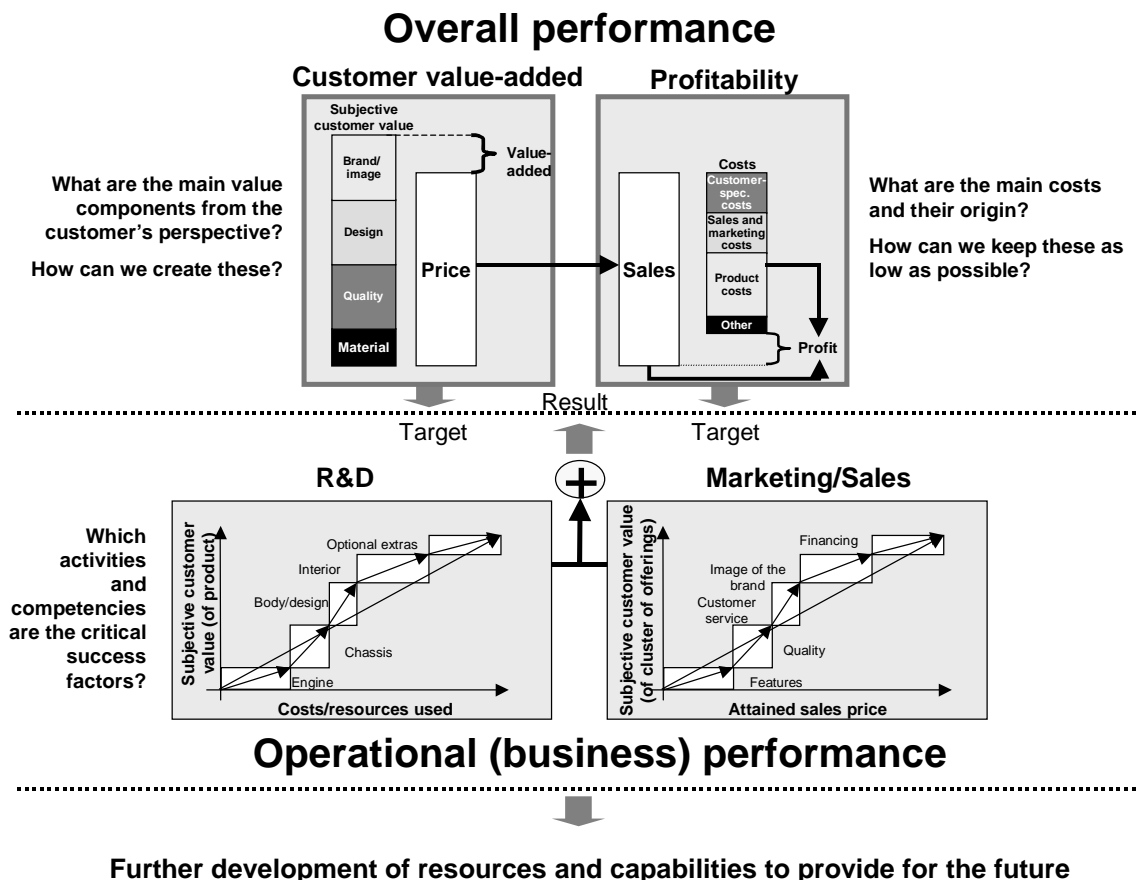 Overall performance
Customer value-added
Profitability
Subjective
customer value
Brand/
image
Design
Quality
Material
Value-
added
Price
What are the main value
components from the
customer's perspective?
How can we create these?
Sales
Costs
Customer-
spec.
costs
Sales and
marketing
costs
Product
costs
Other
Profit
What are the main costs
and their origin?
How can we keep these as
low as possible?
Result
Target
Target
R&D
Marketing/Sales
Which
activities
and
competencies
are the critical
success
factors?
Subjective customer
value (of product)
Optional extras
Interior
Body/design
Chassis
Engine
Costs/resources used
Subjective customer value
(of cluster of offerings)
Financing
Image of the
brand
Customer
service
Quality
Features
Attained sales price
Operational (business) performance
Further development of resources and capabilities to provide for the future